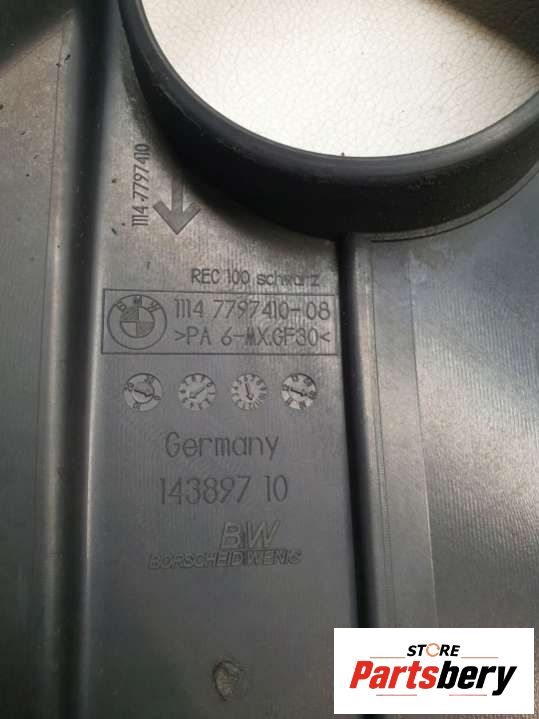 1114 7797410
REC 100 schwarz
BMW
1114 7797410-08
>PA 6-MX.GF30<
Germany
143897 10
BW
BORSCHEID WENIG
STORE
Partsbery